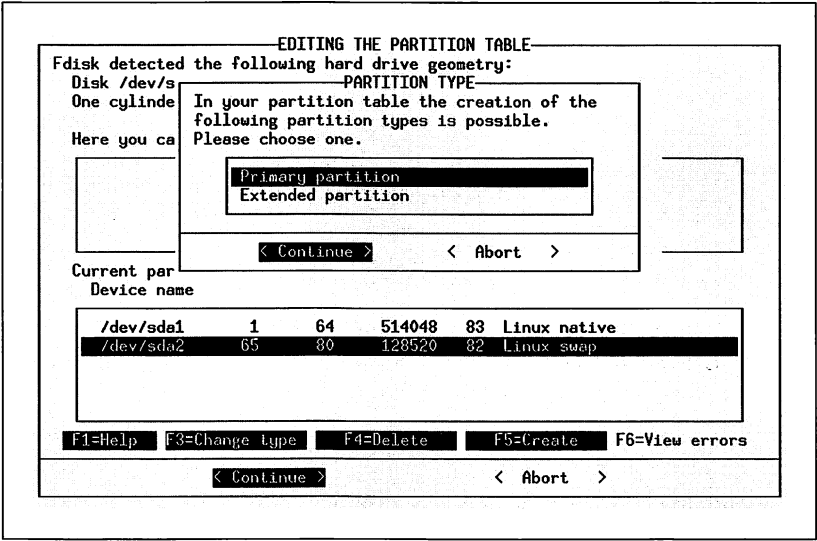 EDITING THE PARTITION TABLE
Fdisk detected the following hard drive geometry:
Disk /dev/s
One cylinde
Here you ca
PARTITION TYPE
In your partition table the creation of the
following partition types is possible.
Please choose one.
Primary partition
Extended partition
< Continue > < Abort >
Current par
Device name
/dev/sda1 1 64 514048 83 Linux native
/dev/sda2 65 80 128520 82 Linux swap
F1=Help F3=Change type F4=Delete F5=Create F6=View errors
< Continue > < Abort >